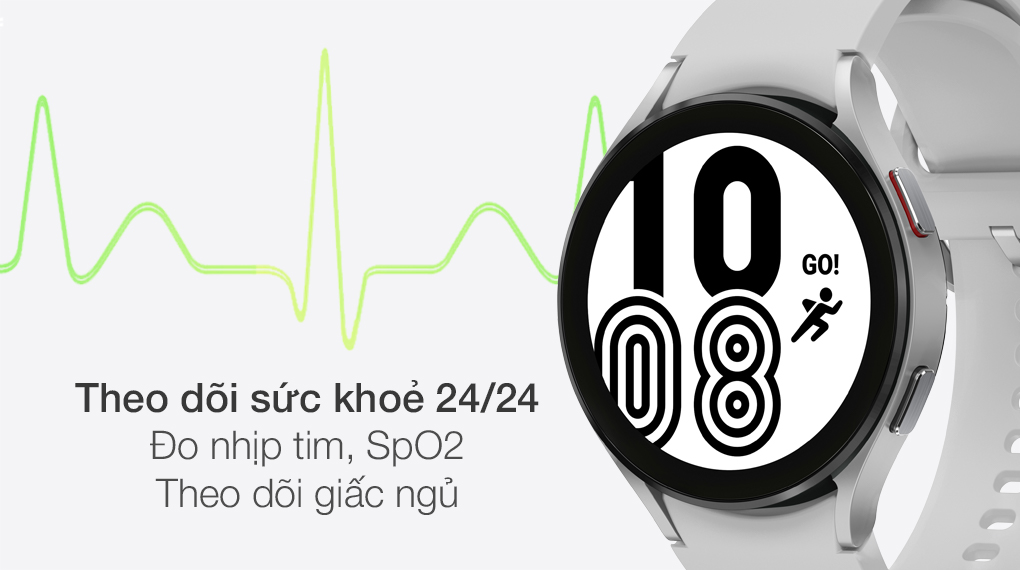 Theo dõi sức khoẻ 24/24
Đo nhịp tim, SpO2
Theo dõi giấc ngủ
10
08
GO!